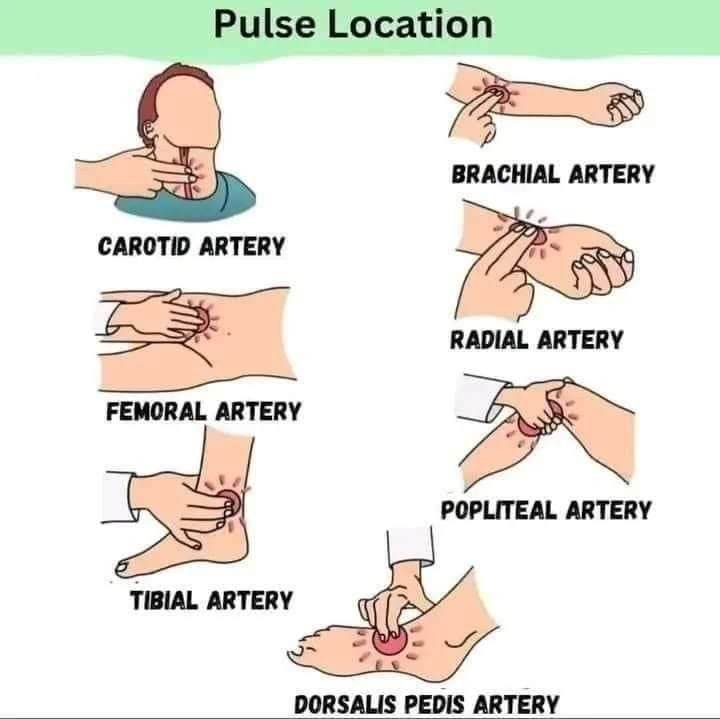 Pulse Location
CAROTID ARTERY
BRACHIAL ARTERY
RADIAL ARTERY
FEMORAL ARTERY
POPLITEAL ARTERY
TIBIAL ARTERY
DORSALIS PEDIS ARTERY